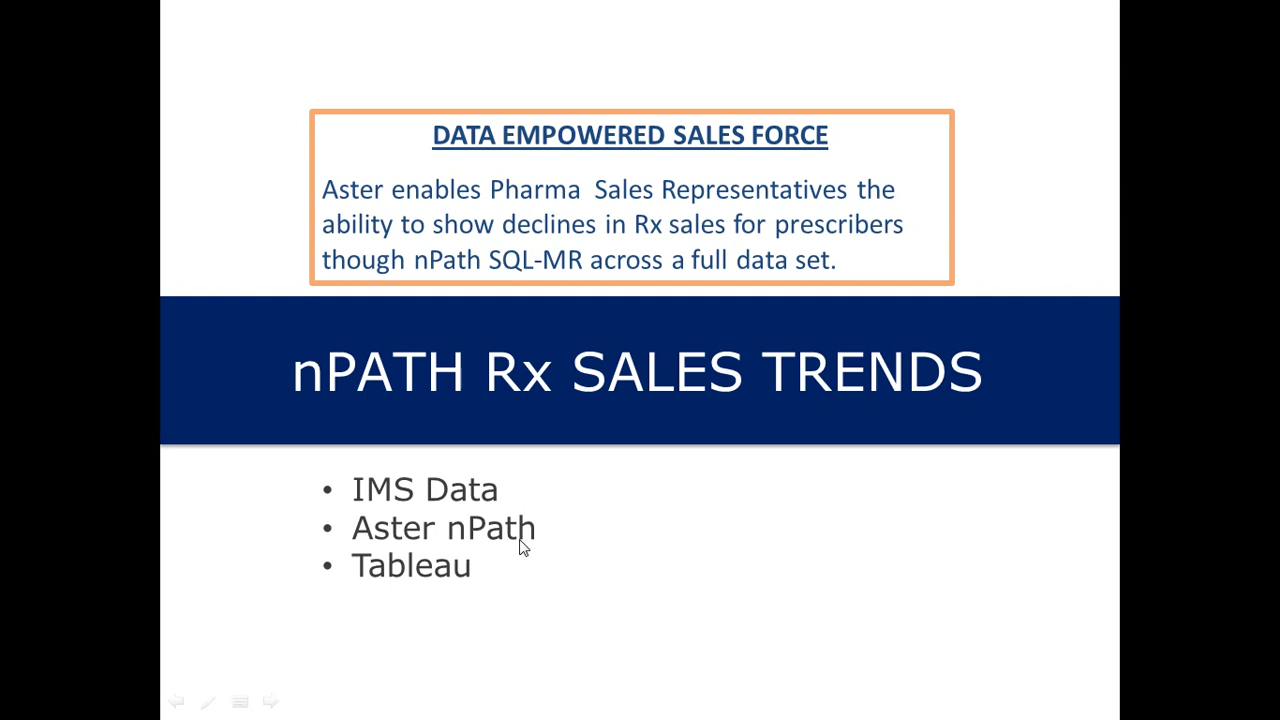 DATA EMPOWERED SALES FORCE
Aster enables Pharma Sales Representatives the
ability to show declines in Rx sales for prescribers
though nPath SQL-MR across a full data set.
nPATH Rx SALES TRENDS
• IMS Data
• Aster nPath
• Tableau